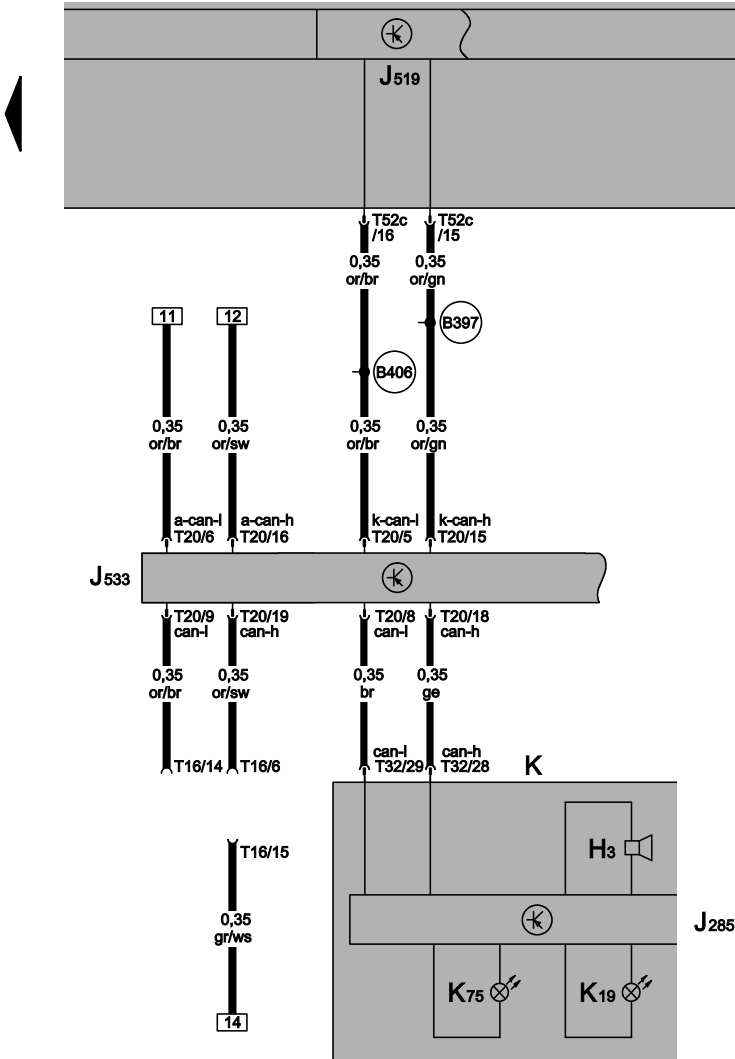 J519
T52c T52c
/16 /15
0,35 0,35
or/br or/gn
11 12 B397
B406
0,35 0,35 0,35 0,35
or/br or/sw or/br or/gn
a-can-l a-can-h k-can-l k-can-h
T20/6 T20/16 T20/5 T20/15
J533
T20/9 T20/19 T20/8 T20/18
can-l can-h can-l can-h
0,35 0,35 0,35 0,35
or/br or/sw br ge
can-l can-h
T16/14 T16/6 T32/29 T32/28 K
T16/15 H3
0,35 J285
gr/ws
K75 K19
14